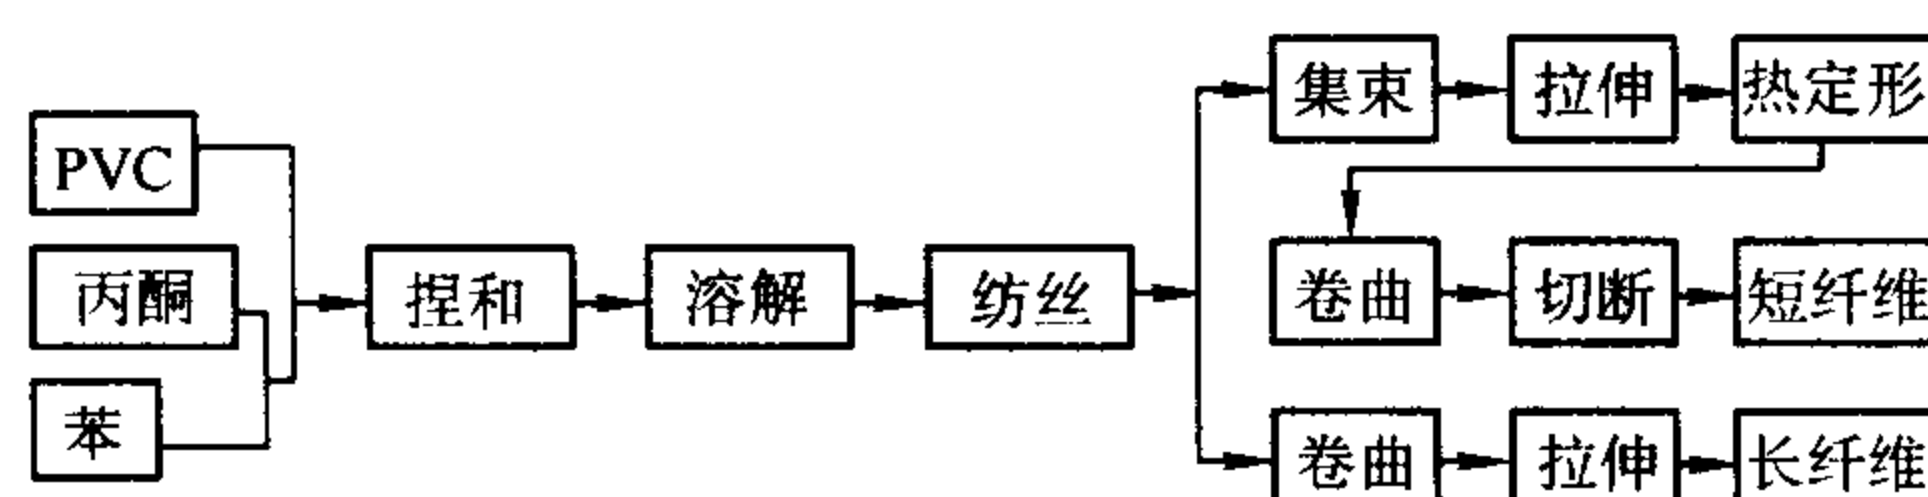 集束
拉伸
热定形
PVC
丙酮
捏和
溶解
纺丝
卷曲
切断
短纤维
苯
卷曲
拉伸
长纤维